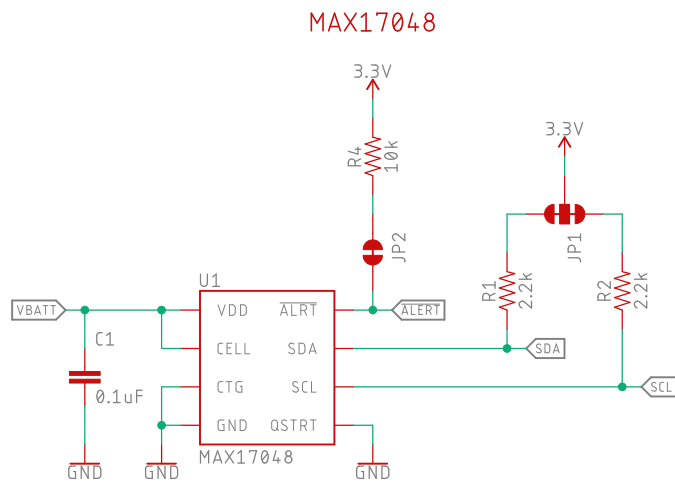 MAX17048
3.3V
R4
10k
JP2
3.3V
JP1
R1
2.2k
R2
2.2k
U1
VBATT
VDD
ALRT
ALERT
C1
0.1uF
CELL
SDA
SDA
CTG
SCL
SCL
GND
QSTRT
MAX17048
GND
GND
GND